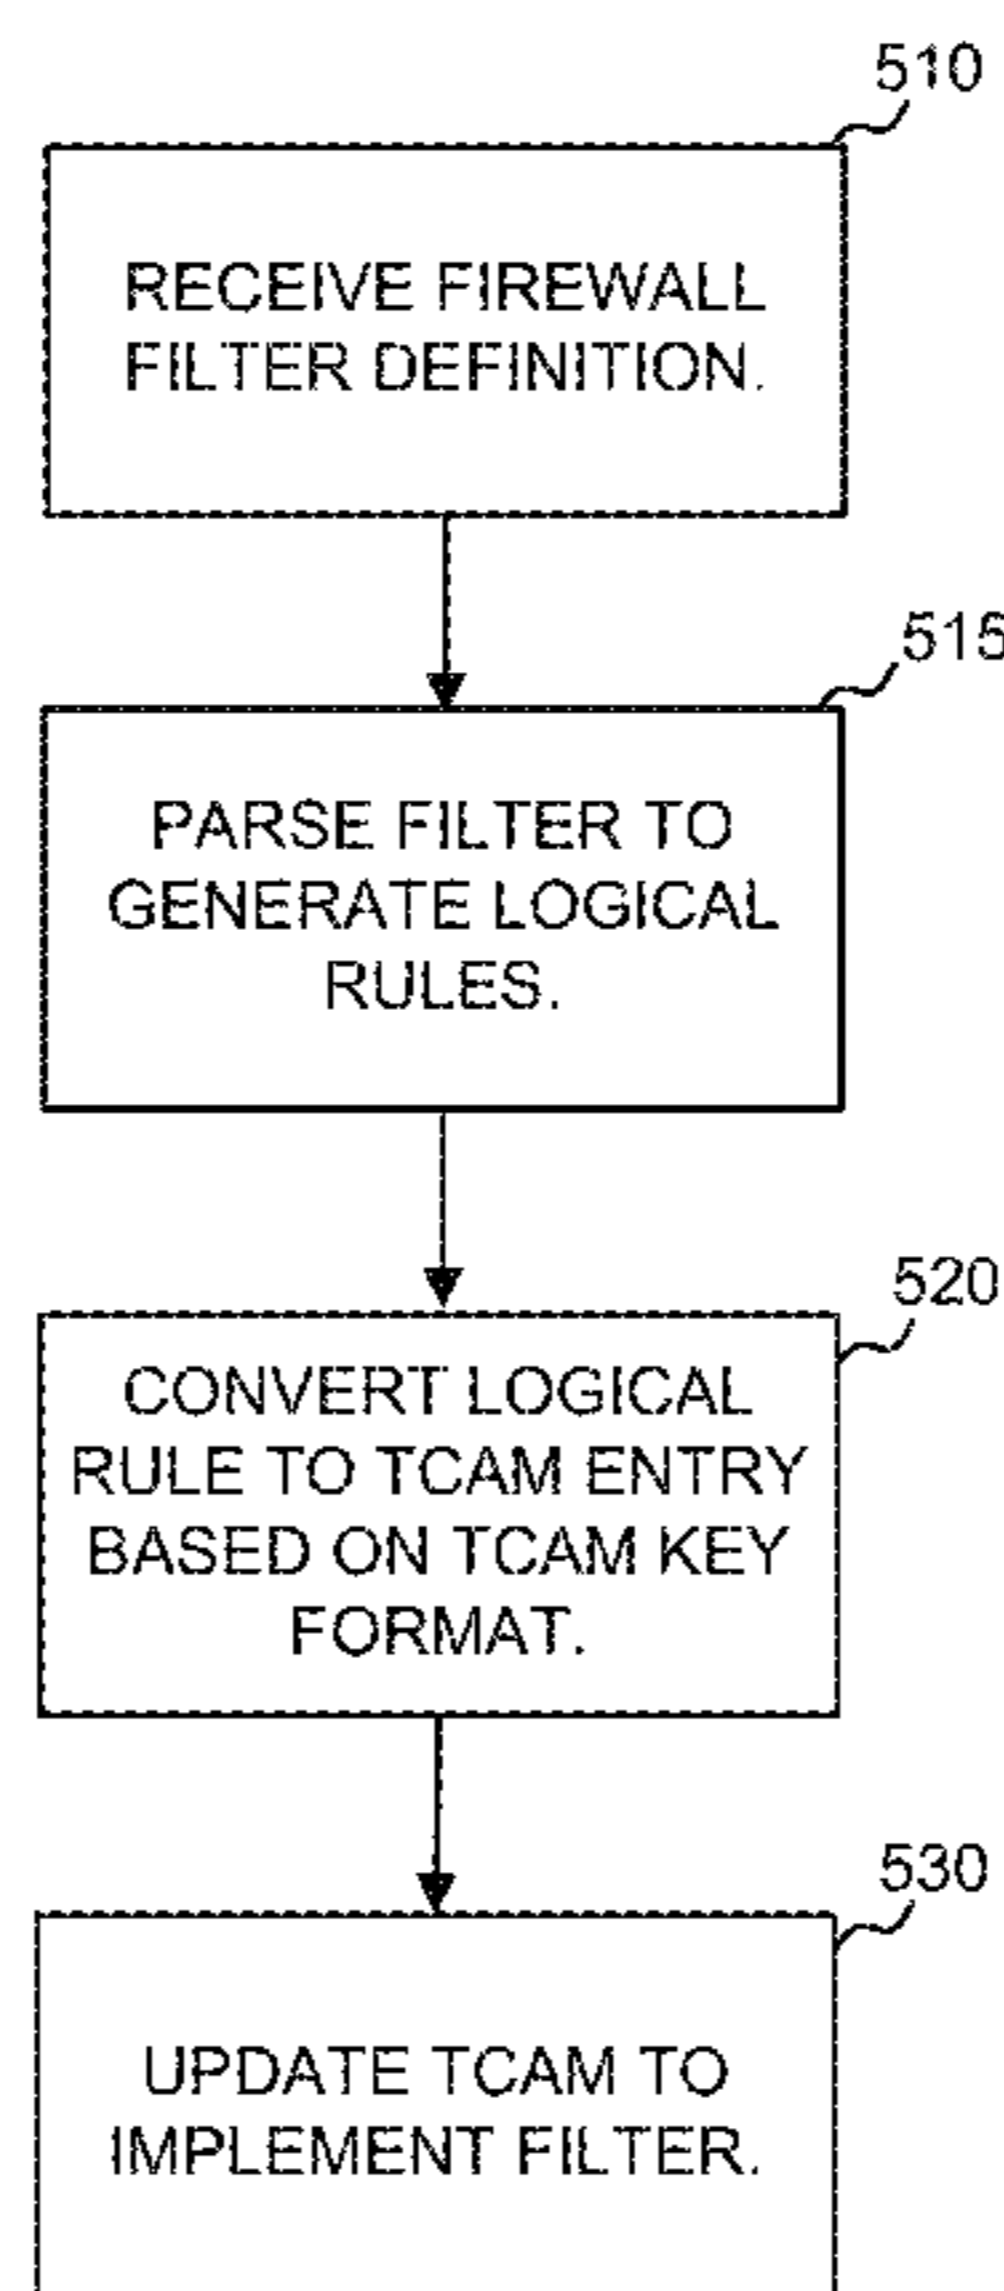 510
RECEIVE FIREWALL
FILTER DEFINITION.
515
PARSE FILTER TO
GENERATE LOGICAL
RULES.
520
CONVERT LOGICAL
RULE TO TCAM ENTRY
BASED ON TCAM KEY
FORMAT.
530
UPDATE TCAM TO
IMPLEMENT FILTER.